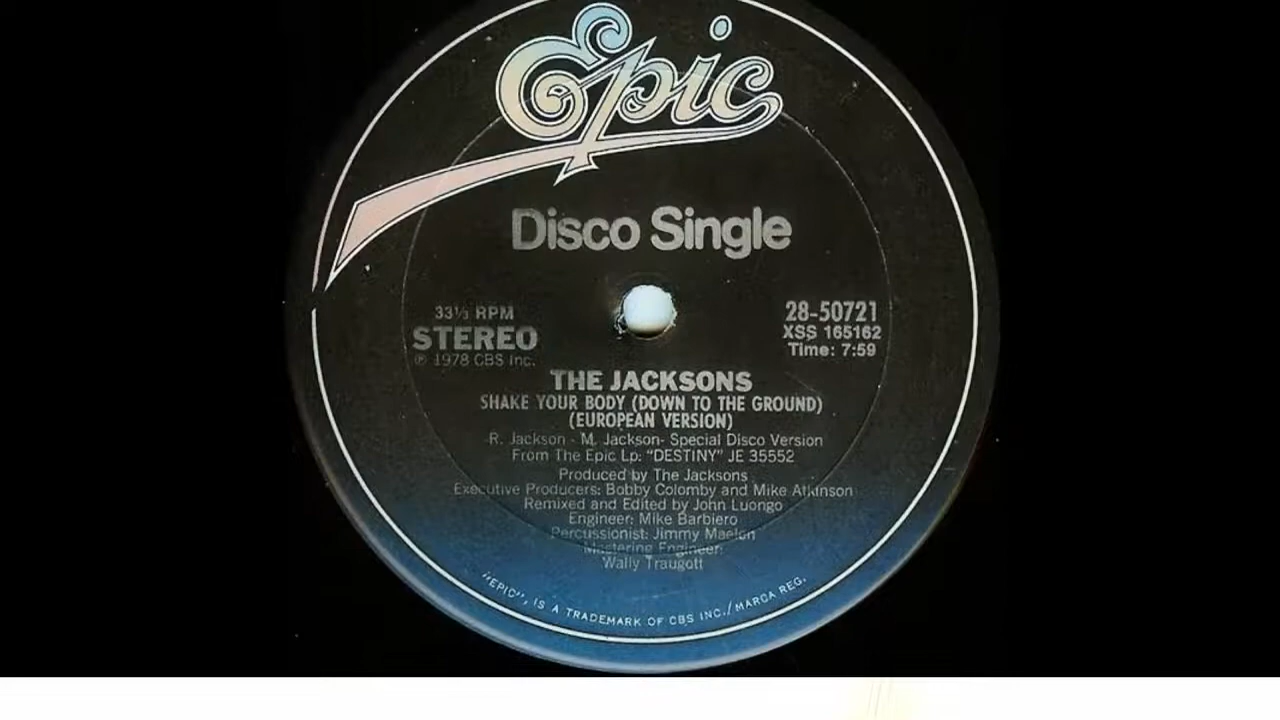 Epic
Disco Single
33⅓ RPM
STEREO
℗ 1978 CBS Inc.
28-50721
XSS 165162
Time: 7:59
THE JACKSONS
SHAKE YOUR BODY (DOWN TO THE GROUND)
(EUROPEAN VERSION)
-R. Jackson - M. Jackson- Special Disco Version
From The Epic Lp: "DESTINY" JE 35552
Produced by The Jacksons
Executive Producers: Bobby Colomby and Mike Atkinson
Remixed and Edited by John Luongo
Engineer: Mike Barbiero
Percussionist: Jimmy Maelen
Mastering Engineer:
Wally Traugott
"EPIC", IS A TRADEMARK OF CBS INC./MARCA REG.